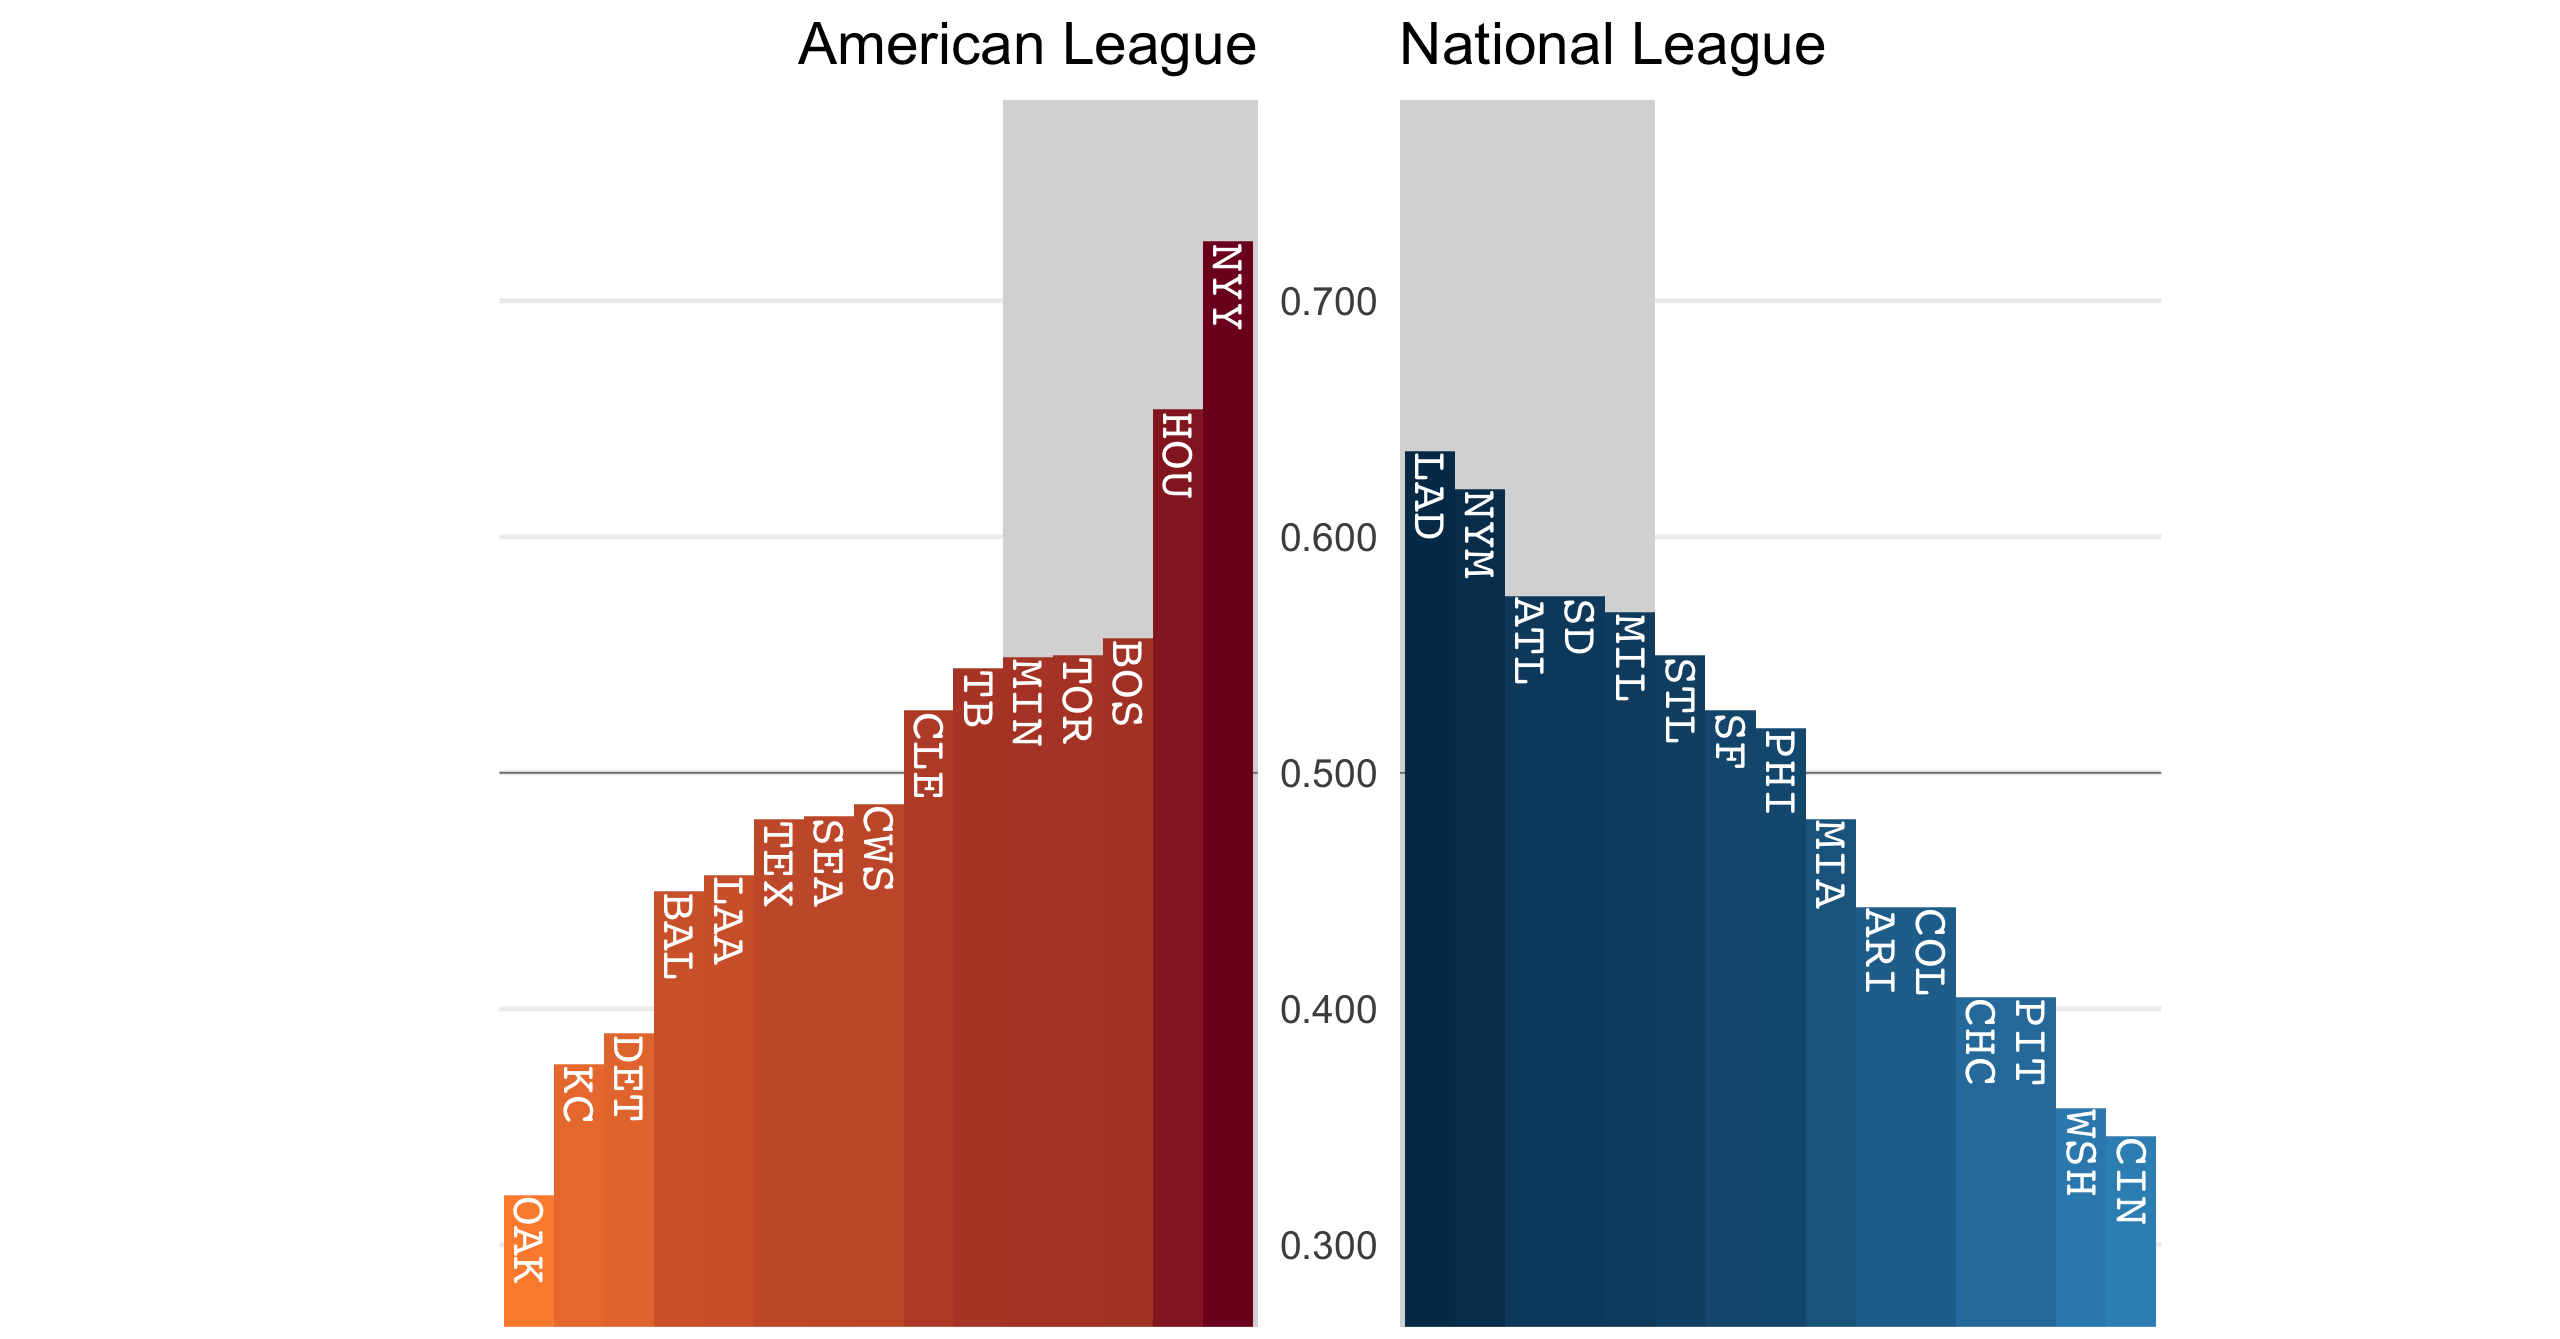 American League
National League
0.700
0.600
0.500
0.400
0.300
OAK
KC
DET
BAL
LAA
TEX
SEA
CWS
CLE
TB
MIN
TOR
BOS
HOU
NYY
LAD
NYM
ATL
SD
MIL
STL
SF
PHI
MIA
ARI
COL
CHC
PIT
WSH
CIN